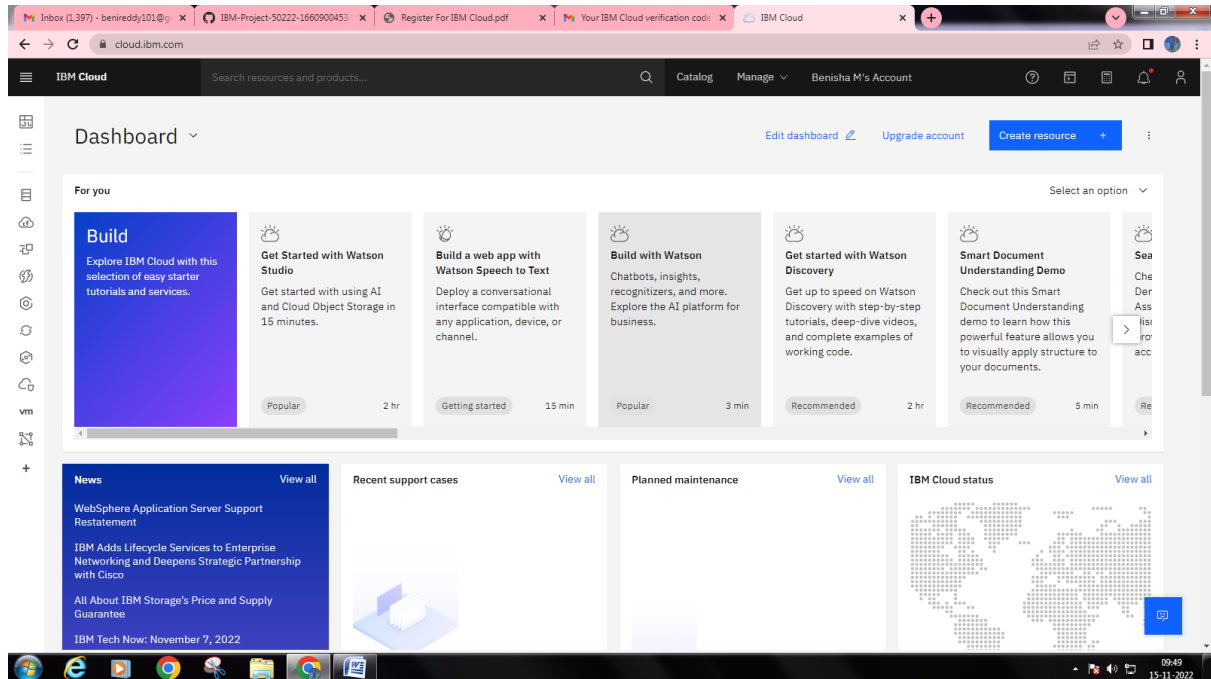 Inbox (1,397) - benireddy101@g
IBM-Project-50222-1660900453
Register For IBM Cloud.pdf
Your IBM Cloud verification code
IBM Cloud
cloud.ibm.com
IBM Cloud
Search resources and products...
Catalog
Manage
Benisha M's Account
Dashboard
Edit dashboard
Upgrade account
Create resource +
For you
Select an option
Build
Explore IBM Cloud with this
selection of easy starter
tutorials and services.
Get Started with Watson
Studio
Get started with using AI
and Cloud Object Storage in
15 minutes.
Popular
2 hr
Build a web app with
Watson Speech to Text
Deploy a conversational
interface compatible with
any application, device, or
channel.
Getting started
15 min
Build with Watson
Chatbots, insights,
recognitizers, and more.
Explore the AI platform for
business.
Popular
3 min
Get started with Watson
Discovery
Get up to speed on Watson
Discovery with step-by-step
tutorials, deep-dive videos,
and complete examples of
working code.
Recommended
2 hr
Smart Document
Understanding Demo
Check out this Smart
Document Understanding
demo to learn how this
powerful feature allows you
to visually apply structure to
your documents.
Recommended
5 min
Sea
Che
Der
Ass
acc
Re
vm
News
View all
WebSphere Application Server Support
Restatement
IBM Adds Lifecycle Services to Enterprise
Networking and Deepens Strategic Partnership
with Cisco
All About IBM Storage's Price and Supply
Guarantee
IBM Tech Now: November 7, 2022
Recent support cases
View all
Planned maintenance
View all
IBM Cloud status
View all
09:49
15-11-2022